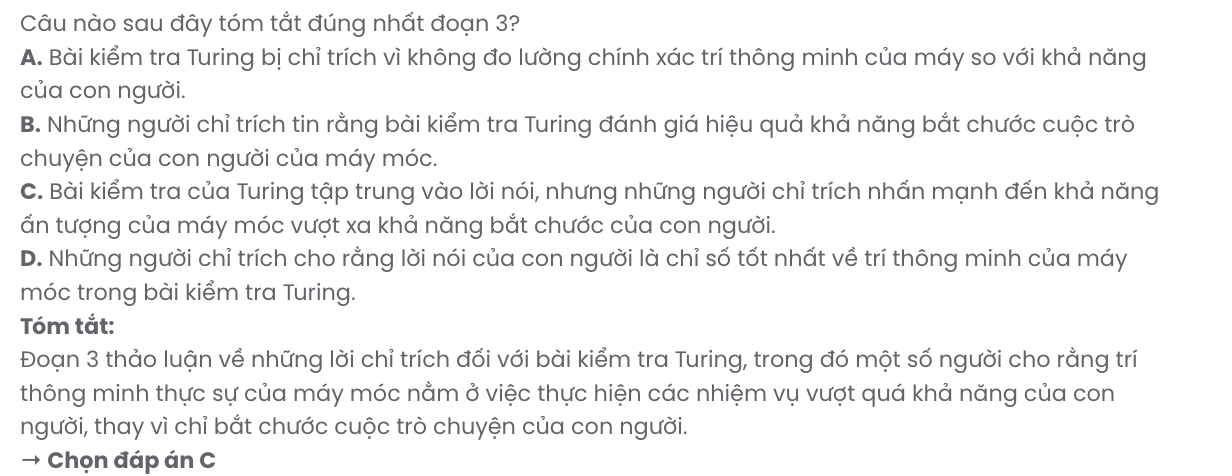 Câu nào sau đây tóm tắt đúng nhất đoạn 3?
A. Bài kiểm tra Turing bị chỉ trích vì không đo lường chính xác trí thông minh của máy so với khả năng
của con người.
B. Những người chỉ trích tin rằng bài kiểm tra Turing đánh giá hiệu quả khả năng bắt chước cuộc trò
chuyện của con người của máy móc.
C. Bài kiểm tra của Turing tập trung vào lời nói, nhưng những người chỉ trích nhấn mạnh đến khả năng
ấn tượng của máy móc vượt xa khả năng bắt chước của con người.
D. Những người chỉ trích cho rằng lời nói của con người là chỉ số tốt nhất về trí thông minh của máy
móc trong bài kiểm tra Turing.
Tóm tắt:
Đoạn 3 thảo luận về những lời chỉ trích đối với bài kiểm tra Turing, trong đó một số người cho rằng trí
thông minh thực sự của máy móc nằm ở việc thực hiện các nhiệm vụ vượt quá khả năng của con
người, thay vì chỉ bắt chước cuộc trò chuyện của con người.
→ Chọn đáp án C